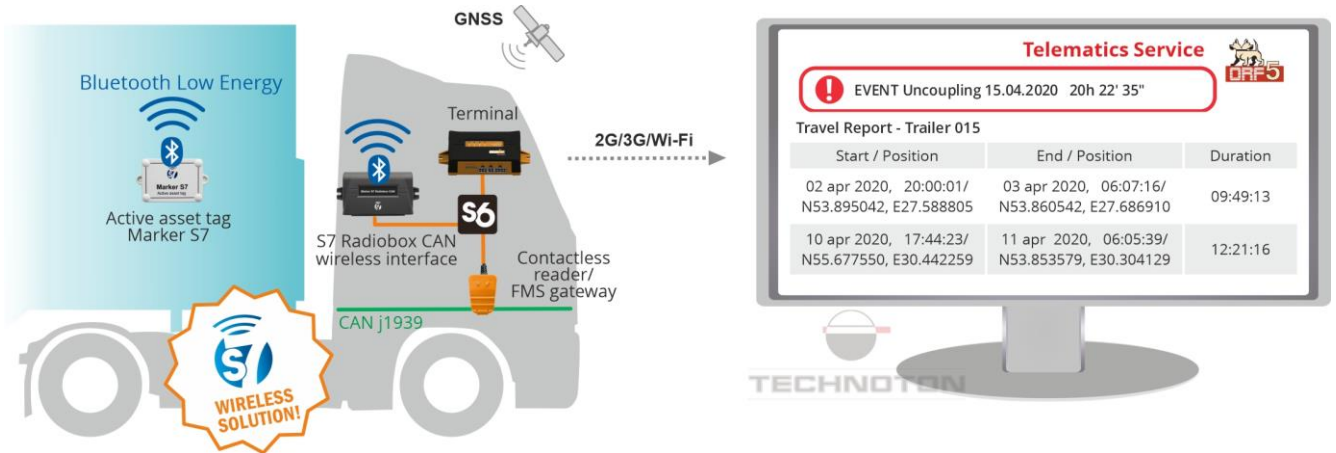 GNSS
Bluetooth Low Energy
Marker S7
Active asset tag
Active asset tag
Marker S7
Terminal
S6
S7 Radiobox CAN
wireless interface
Contactless
reader/
FMS gateway
CAN j1939
S7
WIRELESS
SOLUTION!
2G/3G/Wi-Fi
Telematics Service
ORF5
EVENT Uncoupling 15.04.2020 20h 22' 35"
Travel Report - Trailer 015
Start / Position End / Position Duration
02 apr 2020, 20:00:01/ 03 apr 2020, 06:07:16/ 09:49:13
N53.895042, E27.588805 N53.860542, E27.686910
10 apr 2020, 17:44:23/ 11 apr 2020, 06:05:39/ 12:21:16
N55.677550, E30.442259 N53.853579, E30.304129
TECHNOTON